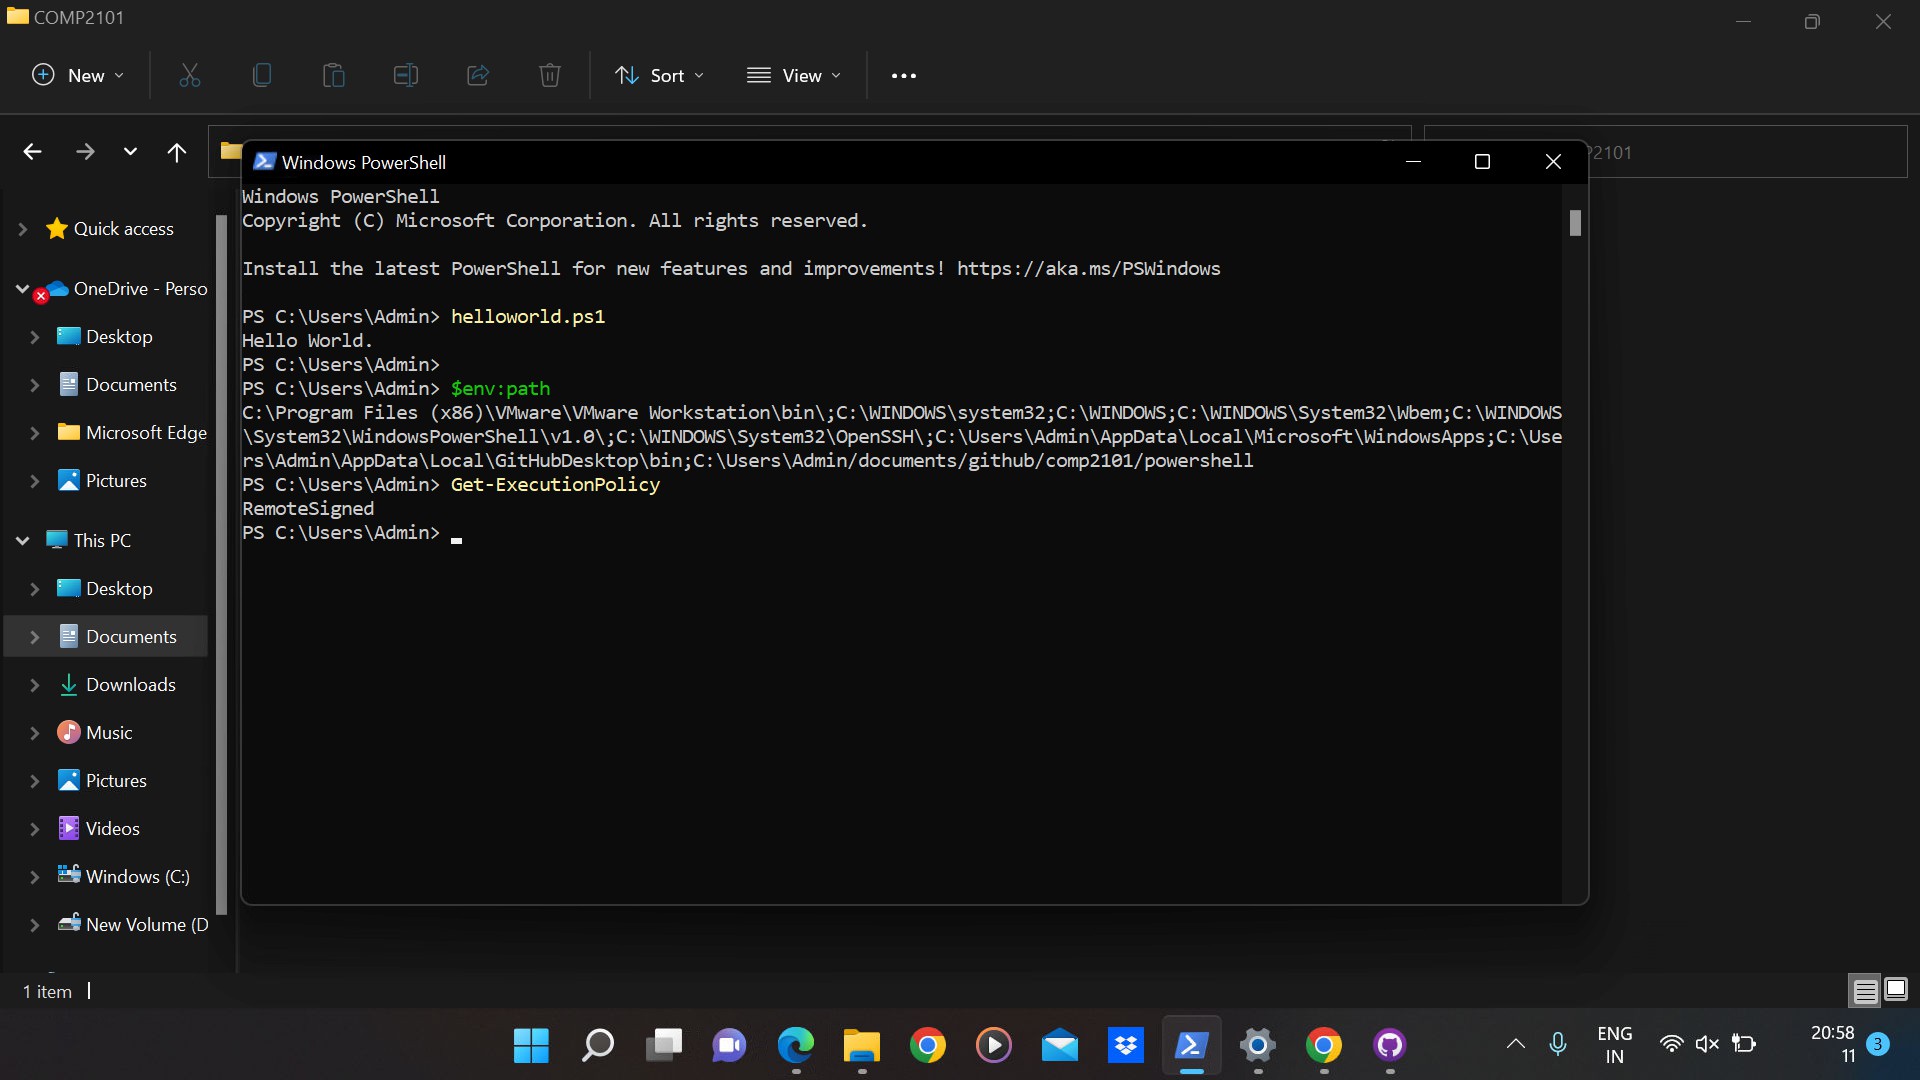 COMP2101
New
Sort
View
P2101
Windows PowerShell
Windows PowerShell
Copyright (C) Microsoft Corporation. All rights reserved.
Install the latest PowerShell for new features and improvements! https://aka.ms/PSWindows
PS C:\Users\Admin> helloworld.ps1
Hello World.
PS C:\Users\Admin>
PS C:\Users\Admin> $env:path
C:\Program Files (x86)\VMware\VMware Workstation\bin\;C:\WINDOWS\system32;C:\WINDOWS;C:\WINDOWS\System32\Wbem;C:\WINDOWS
\System32\WindowsPowerShell\v1.0\;C:\WINDOWS\System32\OpenSSH\;C:\Users\Admin\AppData\Local\Microsoft\WindowsApps;C:\Use
rs\Admin\AppData\Local\GitHubDesktop\bin;C:\Users\Admin/documents/github/comp2101/powershell
PS C:\Users\Admin> Get-ExecutionPolicy
RemoteSigned
PS C:\Users\Admin>
Quick access
OneDrive - Perso
Desktop
Documents
Microsoft Edge
Pictures
This PC
Desktop
Documents
Downloads
Music
Pictures
Videos
Windows (C:)
New Volume (D
1 item
ENG
IN
20:58
11
3